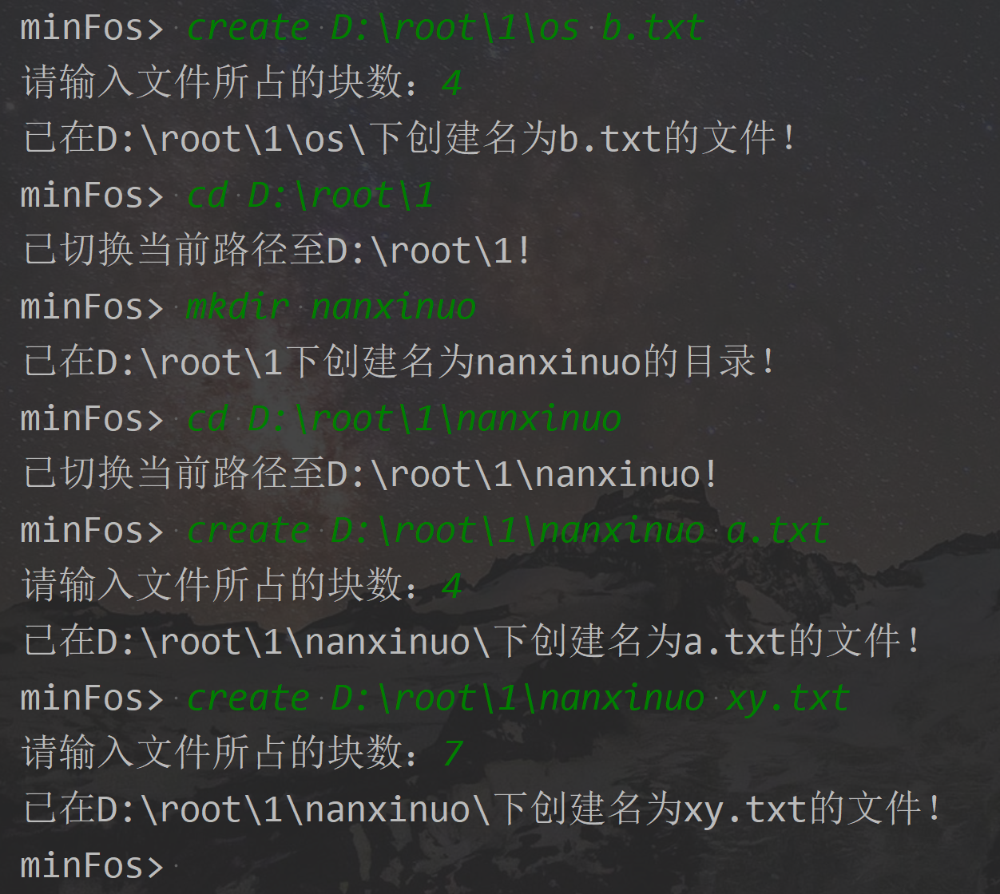 minFos> create D:\root\1\os b.txt
请输入文件所占的块数：4
已在D:\root\1\os\下创建名为b.txt的文件！
minFos> cd D:\root\1
已切换当前路径至D:\root\1!
minFos> mkdir nanxinuo
已在D:\root\1下创建名为nanxinuo的目录！
minFos> cd D:\root\1\nanxinuo
已切换当前路径至D:\root\1\nanxinuo!
minFos> create D:\root\1\nanxinuo a.txt
请输入文件所占的块数：4
已在D:\root\1\nanxinuo\下创建名为a.txt的文件！
minFos> create D:\root\1\nanxinuo xy.txt
请输入文件所占的块数：7
已在D:\root\1\nanxinuo\下创建名为xy.txt的文件！
minFos>